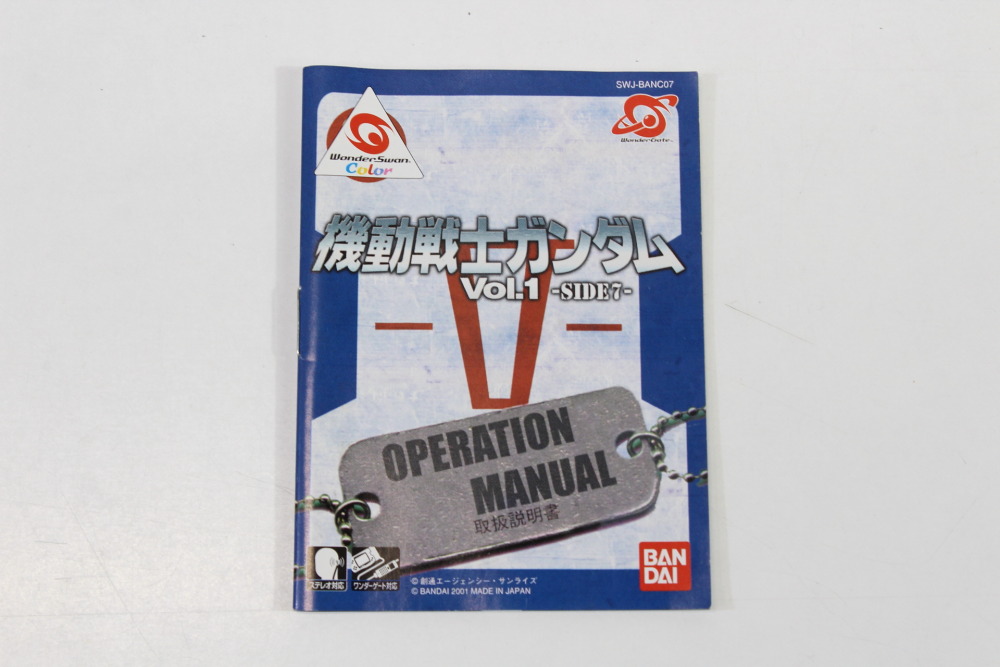 SWJ-BANC07
WonderSwan
Color
WonderGate
機動戦士ガンダム
Vol.1 -SIDE7-
OPERATION
MANUAL
取扱説明書
ステレオ対応
ワンダーゲート対応
© 創通エージェンシー・サンライズ
© BANDAI 2001 MADE IN JAPAN
BAN
DAI